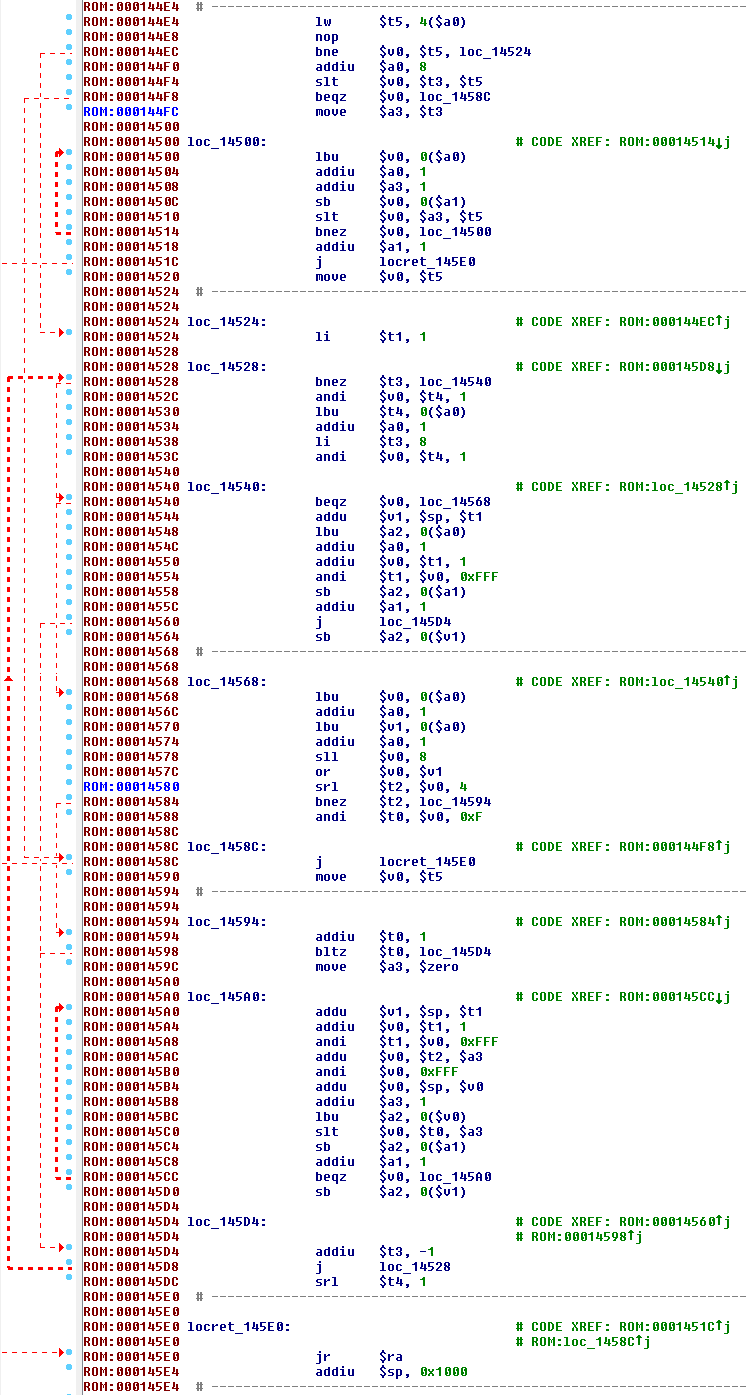 ROM:000144E4 # ---------------------------------------------------------------------------
ROM:000144E4 lw $t5, 4($a0)
ROM:000144E8 nop
ROM:000144EC bne $v0, $t5, loc_14524
ROM:000144F0 addiu $a0, 8
ROM:000144F4 slt $v0, $t3, $t5
ROM:000144F8 beqz $v0, loc_1458C
ROM:000144FC move $a3, $t3
ROM:00014500
ROM:00014500 loc_14500: # CODE XREF: ROM:00014514↓j
ROM:00014500 lbu $v0, 0($a0)
ROM:00014504 addiu $a0, 1
ROM:00014508 addiu $a3, 1
ROM:0001450C sb $v0, 0($a1)
ROM:00014510 slt $v0, $a3, $t5
ROM:00014514 bnez $v0, loc_14500
ROM:00014518 addiu $a1, 1
ROM:0001451C j locret_145E0
ROM:00014520 move $v0, $t5
ROM:00014524 # ---------------------------------------------------------------------------
ROM:00014524
ROM:00014524 loc_14524: # CODE XREF: ROM:000144EC↑j
ROM:00014524 li $t1, 1
ROM:00014528
ROM:00014528 loc_14528: # CODE XREF: ROM:000145D8↓j
ROM:00014528 bnez $t3, loc_14540
ROM:0001452C andi $v0, $t4, 1
ROM:00014530 lbu $t4, 0($a0)
ROM:00014534 addiu $a0, 1
ROM:00014538 li $t3, 8
ROM:0001453C andi $v0, $t4, 1
ROM:00014540
ROM:00014540 loc_14540: # CODE XREF: ROM:loc_14528↑j
ROM:00014540 beqz $v0, loc_14568
ROM:00014544 addu $v1, $sp, $t1
ROM:00014548 lbu $a2, 0($a0)
ROM:0001454C addiu $a0, 1
ROM:00014550 addiu $v0, $t1, 1
ROM:00014554 andi $t1, $v0, 0xFFF
ROM:00014558 sb $a2, 0($a1)
ROM:0001455C addiu $a1, 1
ROM:00014560 j loc_145D4
ROM:00014564 sb $a2, 0($v1)
ROM:00014568 # ---------------------------------------------------------------------------
ROM:00014568
ROM:00014568 loc_14568: # CODE XREF: ROM:loc_14540↑j
ROM:00014568 lbu $v0, 0($a0)
ROM:0001456C addiu $a0, 1
ROM:00014570 lbu $v1, 0($a0)
ROM:00014574 addiu $a0, 1
ROM:00014578 sll $v0, 8
ROM:0001457C or $v0, $v1
ROM:00014580 srl $t2, $v0, 4
ROM:00014584 bnez $t2, loc_14594
ROM:00014588 andi $t0, $v0, 0xF
ROM:0001458C
ROM:0001458C loc_1458C: # CODE XREF: ROM:000144F8↑j
ROM:0001458C j locret_145E0
ROM:00014590 move $v0, $t5
ROM:00014594 # ---------------------------------------------------------------------------
ROM:00014594
ROM:00014594 loc_14594: # CODE XREF: ROM:00014584↑j
ROM:00014594 addiu $t0, 1
ROM:00014598 bltz $t0, loc_145D4
ROM:0001459C move $a3, $zero
ROM:000145A0
ROM:000145A0 loc_145A0: # CODE XREF: ROM:000145CC↓j
ROM:000145A0 addu $v1, $sp, $t1
ROM:000145A4 addiu $v0, $t1, 1
ROM:000145A8 andi $t1, $v0, 0xFFF
ROM:000145AC addu $v0, $t2, $a3
ROM:000145B0 andi $v0, 0xFFF
ROM:000145B4 addu $v0, $sp, $v0
ROM:000145B8 addiu $a3, 1
ROM:000145BC lbu $a2, 0($v0)
ROM:000145C0 slt $v0, $t0, $a3
ROM:000145C4 sb $a2, 0($a1)
ROM:000145C8 addiu $a1, 1
ROM:000145CC beqz $v0, loc_145A0
ROM:000145D0 sb $a2, 0($v1)
ROM:000145D4
ROM:000145D4 loc_145D4: # CODE XREF: ROM:00014560↑j
ROM:000145D4 # ROM:00014598↑j
ROM:000145D4 addiu $t3, -1
ROM:000145D8 j loc_14528
ROM:000145DC srl $t4, 1
ROM:000145E0 # ---------------------------------------------------------------------------
ROM:000145E0
ROM:000145E0 locret_145E0: # CODE XREF: ROM:0001451C↑j
ROM:000145E0 # ROM:loc_1458C↑j
ROM:000145E0 jr $ra
ROM:000145E4 addiu $sp, 0x1000
ROM:000145E4 # ---------------------------------------------------------------------------